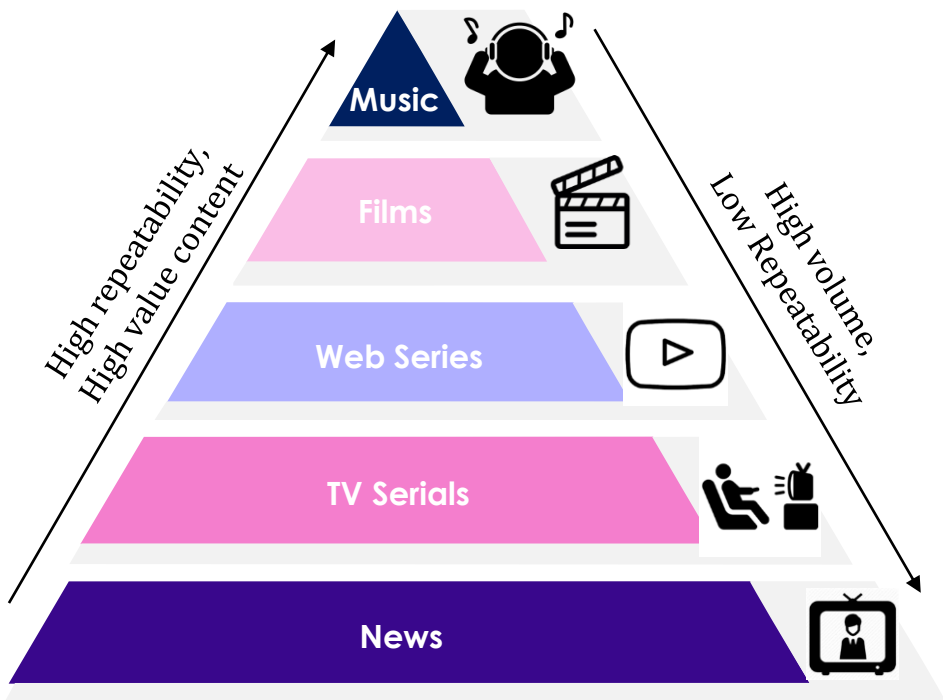 Music
Films
Web Series
TV Serials
News
High repeatability,
High value content
High volume,
Low Repeatability